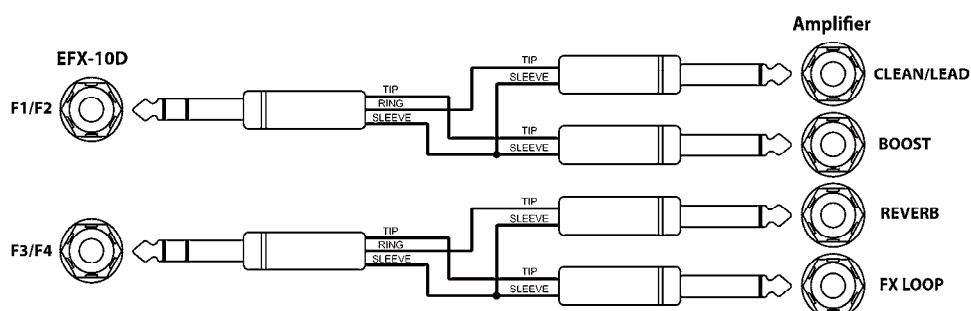 Amplifier
EFX-10D
F1/F2
TIP
RING
SLEEVE
TIP
SLEEVE
CLEAN/LEAD
TIP
SLEEVE
BOOST
F3/F4
TIP
RING
SLEEVE
TIP
SLEEVE
REVERB
TIP
SLEEVE
FX LOOP